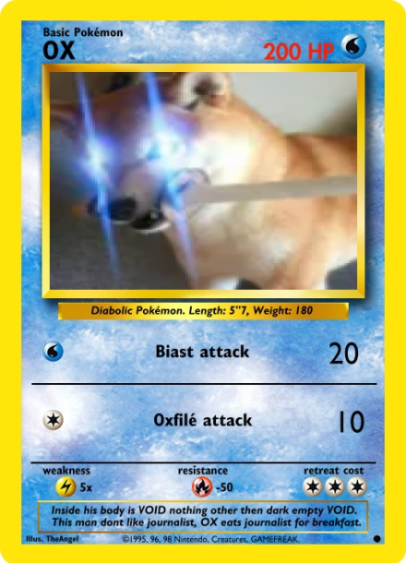 Basic Pokémon
OX 200 HP
Diabolic Pokémon. Length: 5"7, Weight: 180
Biast attack 20
Oxfilé attack 10
weakness resistance retreat cost
5x -50
Inside his body is VOID nothing other then dark empty VOID.
This man dont like journalist, OX eats journalist for breakfast.
Illus. TheAngel ©1995, 96, 98 Nintendo, Creatures, GAMEFREAK.